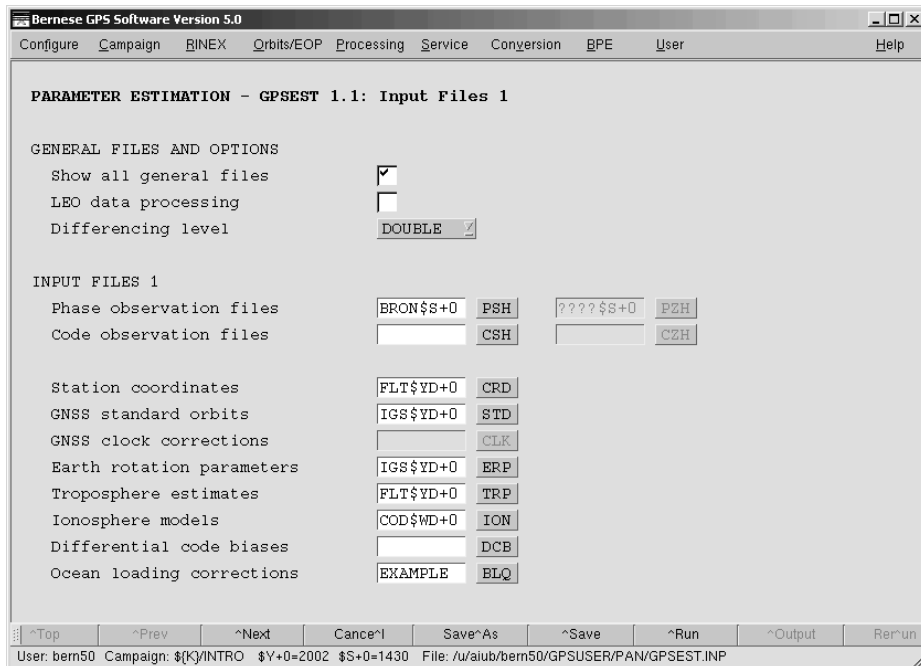 Bernese GPS Software Version 5.0
Configure Campaign RINEX Orbits/EOP Processing Service Conversion BPE User Help
PARAMETER ESTIMATION - GPSEST 1.1: Input Files 1
GENERAL FILES AND OPTIONS
Show all general files
LEO data processing
Differencing level DOUBLE
INPUT FILES 1
Phase observation files BRON$S+0 PSH ????$S+0 PZH
Code observation files CSH CZH
Station coordinates FLT$YD+0 CRD
GNSS standard orbits IGS$YD+0 STD
GNSS clock corrections CLK
Earth rotation parameters IGS$YD+0 ERP
Troposphere estimates FLT$YD+0 TRP
Ionosphere models COD$WD+0 ION
Differential code biases DCB
Ocean loading corrections EXAMPLE BLQ
^Top ^Prev ^Next Cance^l Save^As ^Save ^Run ^Output Rer^un
User: bern50 Campaign: ${K}/INTRO $Y+0=2002 $S+0=1430 File: /u/aiub/bern50/GPSUSER/PAN/GPSEST.INP